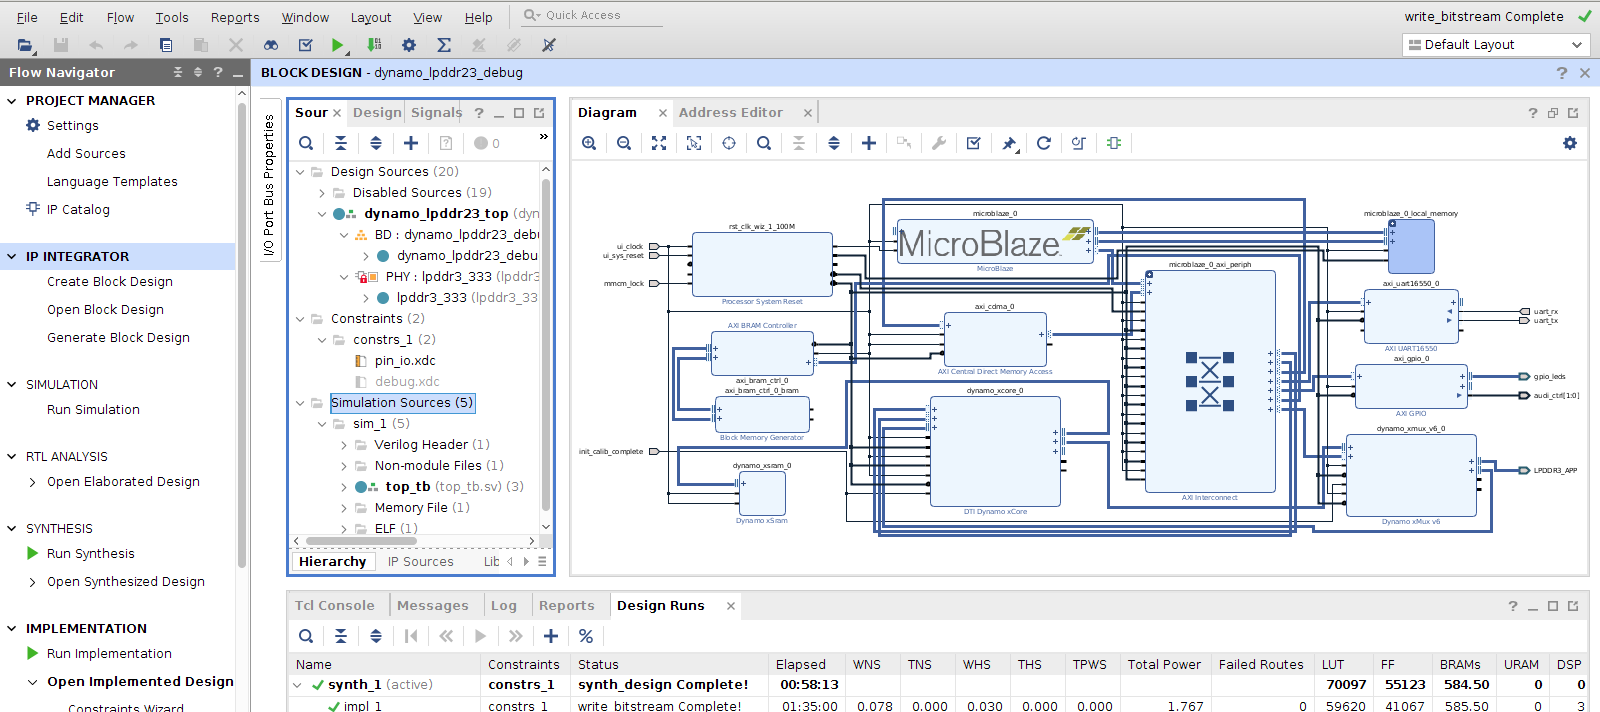 File Edit Flow Tools Reports Window Layout View Help Quick Access write_bitstream Complete
Default Layout
Flow Navigator
BLOCK DESIGN - dynamo_lpddr23_debug
PROJECT MANAGER
Settings
Add Sources
Language Templates
IP Catalog
IP INTEGRATOR
Create Block Design
Open Block Design
Generate Block Design
SIMULATION
Run Simulation
RTL ANALYSIS
Open Elaborated Design
SYNTHESIS
Run Synthesis
Open Synthesized Design
IMPLEMENTATION
Run Implementation
Open Implemented Design
Constraints Wizard
I/O Port Bus Properties
Sour Design Signals
0
Design Sources (20)
Disabled Sources (19)
dynamo_lpddr23_top (dyn
BD : dynamo_lpddr23_debu
dynamo_lpddr23_debu
PHY : lpddr3_333 (lpddr3_33
lpddr3_333 (lpddr3_33
Constraints (2)
constrs_1 (2)
pin_io.xdc
debug.xdc
Simulation Sources (5)
sim_1 (5)
Verilog Header (1)
Non-module Files (1)
top_tb (top_tb.sv) (3)
Memory File (1)
ELF (1)
Hierarchy IP Sources Lib
Diagram Address Editor
ui_clock
ui_sys_reset
mmcm_lock
init_calib_complete
rst_clk_wiz_1_100M
Processor System Reset
AXI BRAM Controller
axi_bram_ctrl_0
axi_bram_ctrl_0_bram
Block Memory Generator
dynamo_xsram_0
Dynamo xSram
microblaze_0
MicroBlaze
MicroBlaze
axi_cdma_0
AXI Central Direct Memory Access
dynamo_xcore_0
DTI Dynamo xCore
microblaze_0_axi_periph
AXI Interconnect
microblaze_0_local_memory
axi_uart16550_0
AXI UART16550
axi_gpio_0
AXI GPIO
dynamo_xmux_v6_0
Dynamo xMux v6
uart_rx
uart_tx
gpio_leds
audi_ctrl[1:0]
LPDDR3_APP
Tcl Console Messages Log Reports Design Runs
Name Constraints Status Elapsed WNS TNS WHS THS TPWS Total Power Failed Routes LUT FF BRAMs URAM DSP
synth_1 (active) constrs_1 synth_design Complete! 00:58:13 70097 55123 584.50 0 0
impl_1 constrs_1 write_bitstream Complete! 01:35:00 0.078 0.000 0.030 0.000 0.000 1.767 0 59620 41067 585.50 0 3